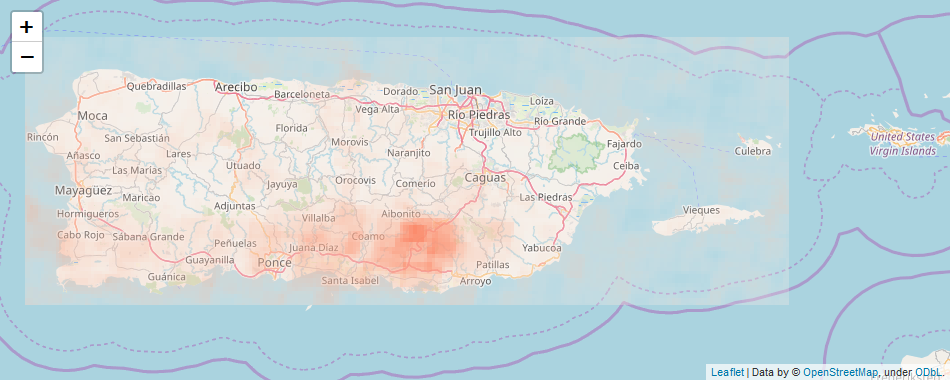 +
−
Quebradillas
Arecibo
Barceloneta
Dorado
San Juan
Loíza
Moca
Vega Alta
Río Piedras
Río Grande
Rincón
San Sebastián
Florida
Morovis
Trujillo Alto
Fajardo
United States
Virgin Islands
Añasco
Lares
Naranjito
Culebra
Las Marías
Utuado
Ceiba
Mayagüez
Maricao
Jayuya
Orocovis
Comerio
Caguas
Las Piedras
Hormigueros
Adjuntas
Villalba
Aibonito
Vieques
Cabo Rojo
Sábana Grande
Peñuelas
Juana Díaz
Coamo
Yabucoa
Guayanilla
Ponce
Patillas
Guánica
Santa Isabel
Arroyo
Leaflet | Data by © OpenStreetMap, under ODbL.